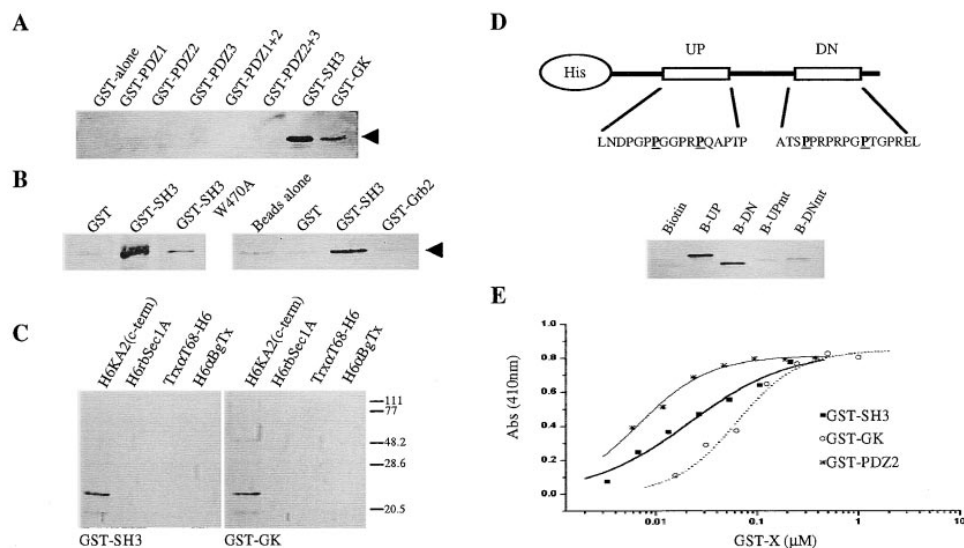 A
GST-alone
GST-PDZ1
GST-PDZ2
GST-PDZ3
GST-PDZ1+2
GST-PDZ2+3
GST-SH3
GST-GK
B
GST
GST-SH3
GST-SH3
W470A
Beads alone
GST
GST-SH3
GST-Grb2
C
H6KA2(c-term)
H6rbSec1A
TrxαT68-H6
H6αBgTx
H6KA2(c-term)
H6rbSec1A
TrxαT68-H6
H6αBgTx
111
77
48.2
28.6
20.5
GST-SH3
GST-GK
D
UP
DN
His
LNDPGPPGGPRPQAPTP
ATSPPRPRPGPTGPREL
Biotin
B-UP
B-DN
B-UPmt
B-DNmt
E
1.0
0.8
0.6
0.4
0.2
0.0
Abs (410nm)
GST-SH3
GST-GK
GST-PDZ2
0.01
0.1
1
10
GST-X (μM)